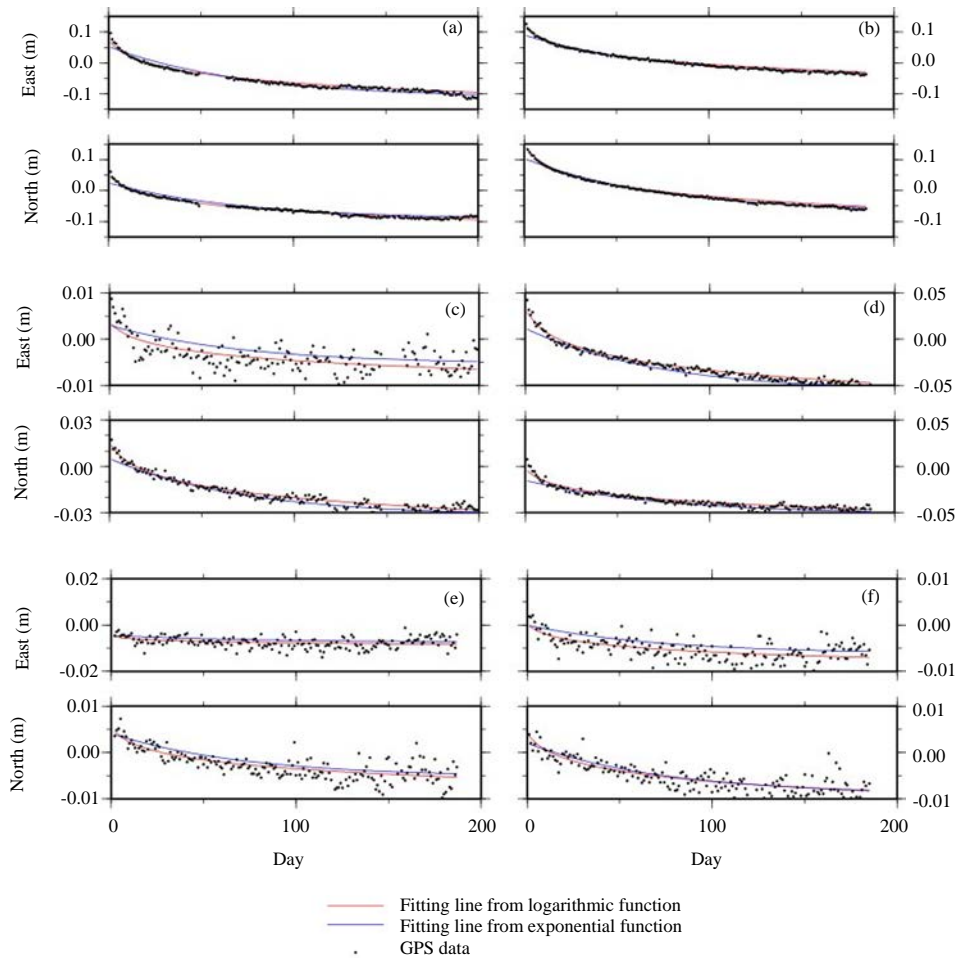 (a) (b)
0.1 0.1
East (m) 0.0 0.0
-0.1 -0.1
0.1 0.1
North (m) 0.0 0.0
-0.1 -0.1
0.01 (c) (d) 0.05
East (m) 0.00 0.00
-0.01 -0.05
0.03 0.05
North (m) 0.00 0.00
-0.03 -0.05
0.02 (e) (f) 0.01
East (m) 0.00 0.00
-0.02 -0.01
0.01 0.01
North (m) 0.00 0.00
-0.01 -0.01
0 100 200 0 100 200
Day Day
Fitting line from logarithmic function
Fitting line from exponential function
GPS data